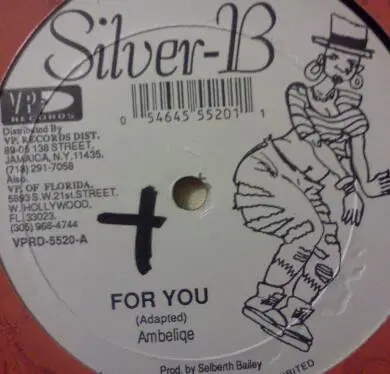 Silver-B
VP
RECORDS
0 54645 55201 1
Distributed By
V.P. RECORDS DIST.
89-05 138 STREET,
JAMAICA, N.Y. 11435.
(718) 291-7058
Also.
V.P. OF FLORIDA.
5893 S.W. 21st. STREET.
W. HOLLYWOOD.
FL. 33023.
(305) 966-4744
VPRD-5520-A
FOR YOU
(Adapted)
Ambeliqe
Prod. by Selberth Bailey